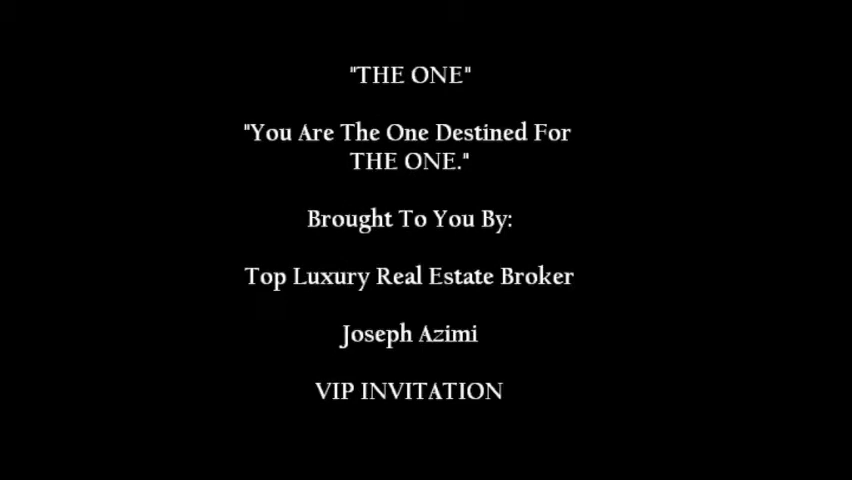 "THE ONE"
"You Are The One Destined For
THE ONE."
Brought To You By:
Top Luxury Real Estate Broker
Joseph Azimi
VIP INVITATION